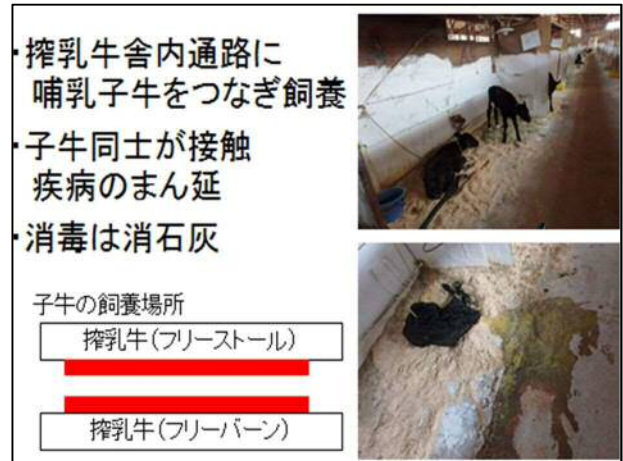 ・搾乳牛舎内通路に
哺乳子牛をつなぎ飼養
・子牛同士が接触
疾病のまん延
・消毒は消石灰
子牛の飼養場所
搾乳牛(フリーストール)
搾乳牛(フリーバーン)